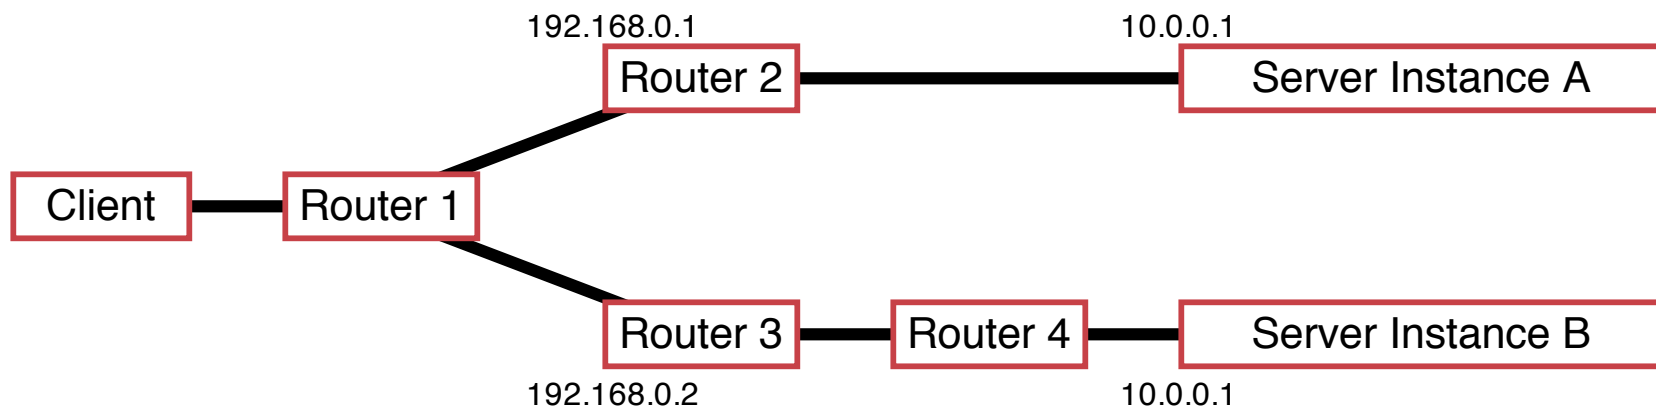 192.168.0.1
10.0.0.1
Router 2
Server Instance A
Client
Router 1
Router 3
Router 4
Server Instance B
192.168.0.2
10.0.0.1